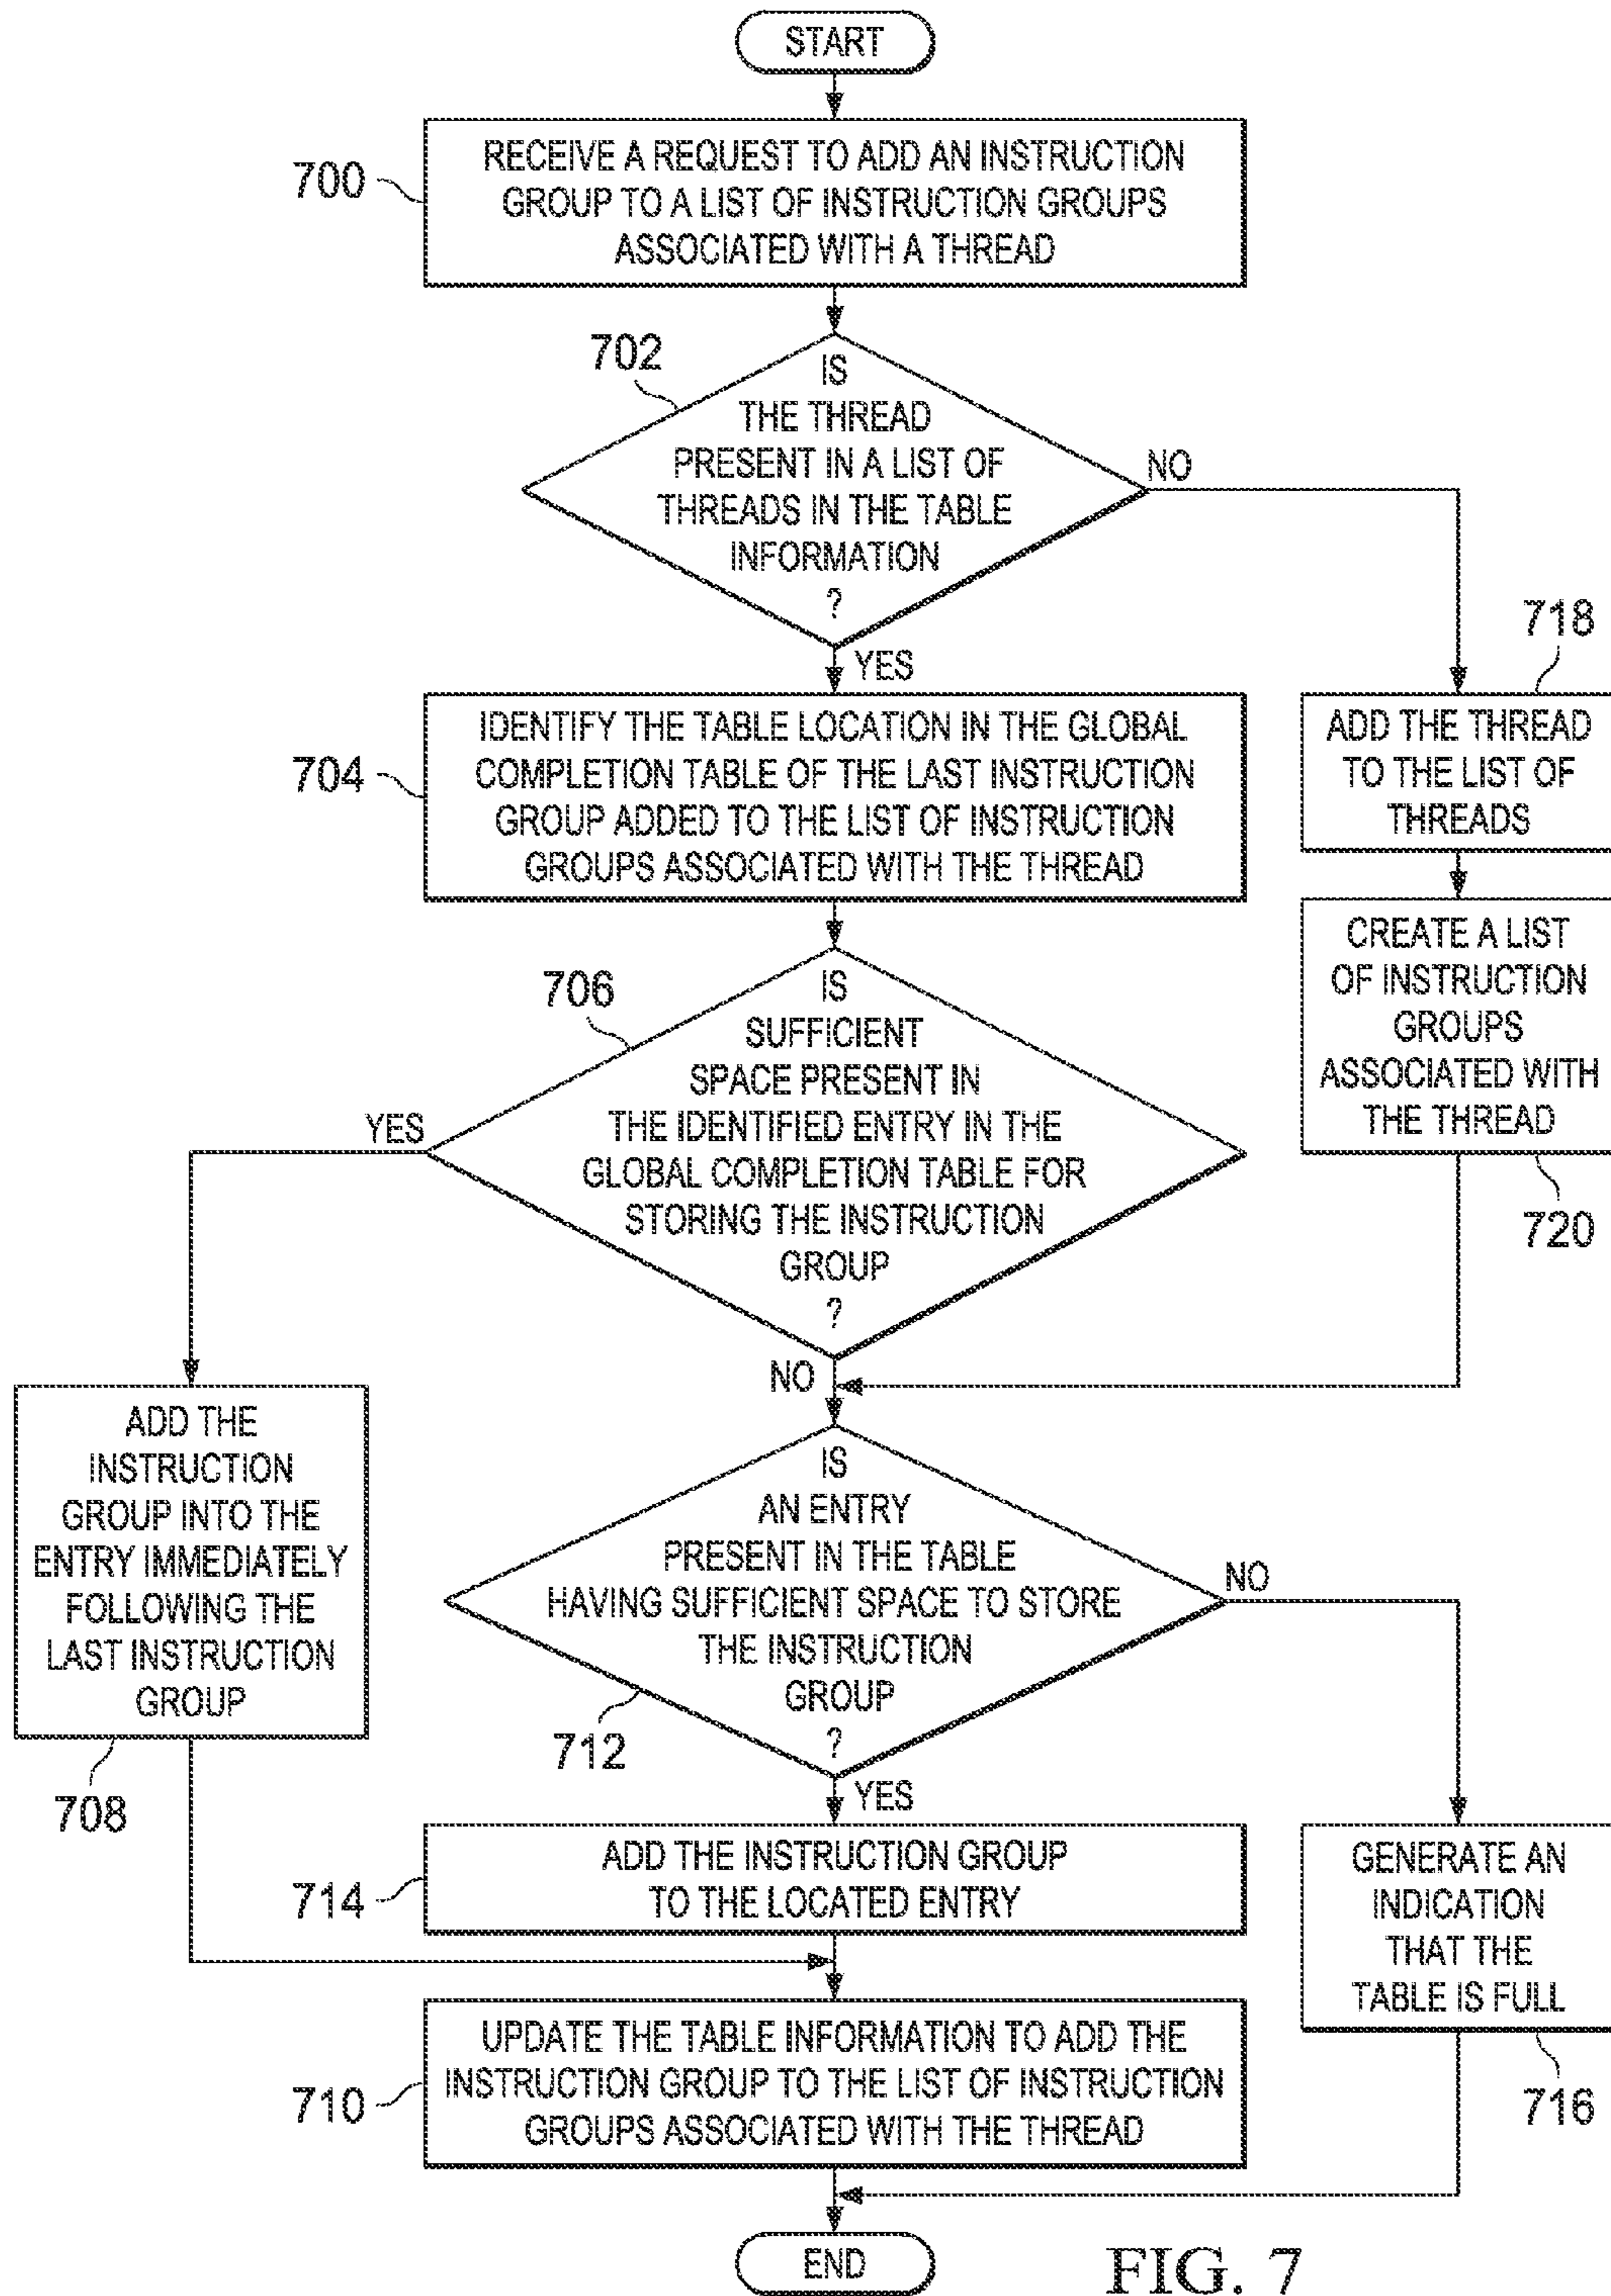 START
700
RECEIVE A REQUEST TO ADD AN INSTRUCTION
GROUP TO A LIST OF INSTRUCTION GROUPS
ASSOCIATED WITH A THREAD
702
IS
THE THREAD
PRESENT IN A LIST OF
THREADS IN THE TABLE
INFORMATION
?
NO
YES
718
ADD THE THREAD
TO THE LIST OF
THREADS
704
IDENTIFY THE TABLE LOCATION IN THE GLOBAL
COMPLETION TABLE OF THE LAST INSTRUCTION
GROUP ADDED TO THE LIST OF INSTRUCTION
GROUPS ASSOCIATED WITH THE THREAD
CREATE A LIST
OF INSTRUCTION
GROUPS
ASSOCIATED WITH
THE THREAD
720
706
IS
SUFFICIENT
SPACE PRESENT IN
THE IDENTIFIED ENTRY IN THE
GLOBAL COMPLETION TABLE FOR
STORING THE INSTRUCTION
GROUP
?
YES
NO
ADD THE
INSTRUCTION
GROUP INTO THE
ENTRY IMMEDIATELY
FOLLOWING THE
LAST INSTRUCTION
GROUP
708
IS
AN ENTRY
PRESENT IN THE TABLE
HAVING SUFFICIENT SPACE TO STORE
THE INSTRUCTION
GROUP
?
712
NO
YES
714
ADD THE INSTRUCTION GROUP
TO THE LOCATED ENTRY
GENERATE AN
INDICATION
THAT THE
TABLE IS FULL
716
710
UPDATE THE TABLE INFORMATION TO ADD THE
INSTRUCTION GROUP TO THE LIST OF INSTRUCTION
GROUPS ASSOCIATED WITH THE THREAD
END
FIG. 7